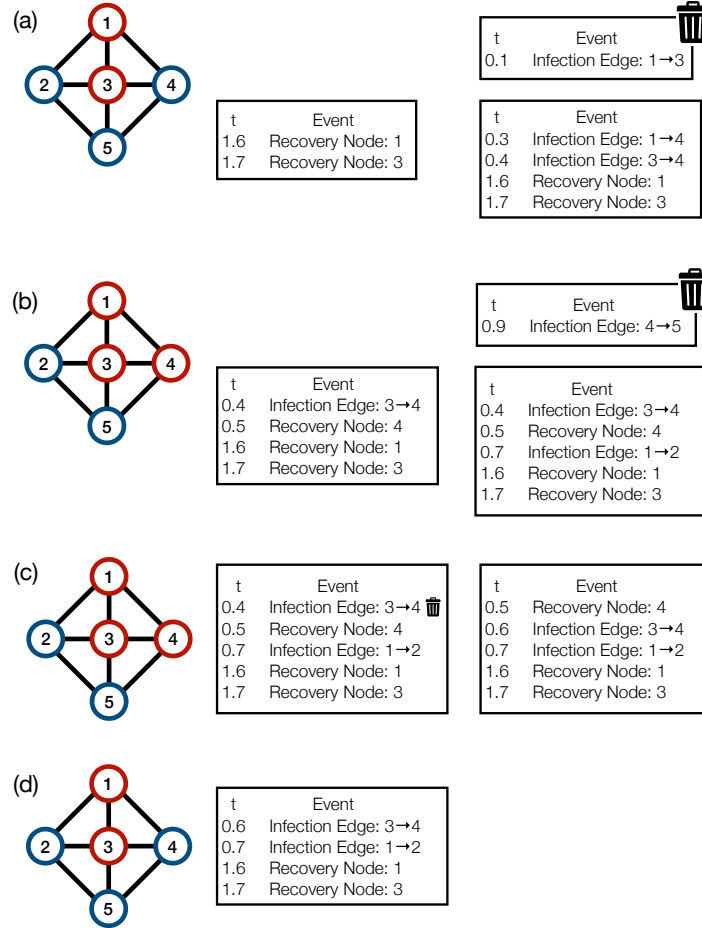 (a)
1
2 3 4
5
t Event
1.6 Recovery Node: 1
1.7 Recovery Node: 3
t Event
0.1 Infection Edge: 1→3
t Event
0.3 Infection Edge: 1→4
0.4 Infection Edge: 3→4
1.6 Recovery Node: 1
1.7 Recovery Node: 3
(b)
1
2 3 4
5
t Event
0.4 Infection Edge: 3→4
0.5 Recovery Node: 4
1.6 Recovery Node: 1
1.7 Recovery Node: 3
t Event
0.9 Infection Edge: 4→5
t Event
0.4 Infection Edge: 3→4
0.5 Recovery Node: 4
0.7 Infection Edge: 1→2
1.6 Recovery Node: 1
1.7 Recovery Node: 3
(c)
1
2 3 4
5
t Event
0.4 Infection Edge: 3→4
0.5 Recovery Node: 4
0.7 Infection Edge: 1→2
1.6 Recovery Node: 1
1.7 Recovery Node: 3
t Event
0.5 Recovery Node: 4
0.6 Infection Edge: 3→4
0.7 Infection Edge: 1→2
1.6 Recovery Node: 1
1.7 Recovery Node: 3
(d)
1
2 3 4
5
t Event
0.6 Infection Edge: 3→4
0.7 Infection Edge: 1→2
1.6 Recovery Node: 1
1.7 Recovery Node: 3